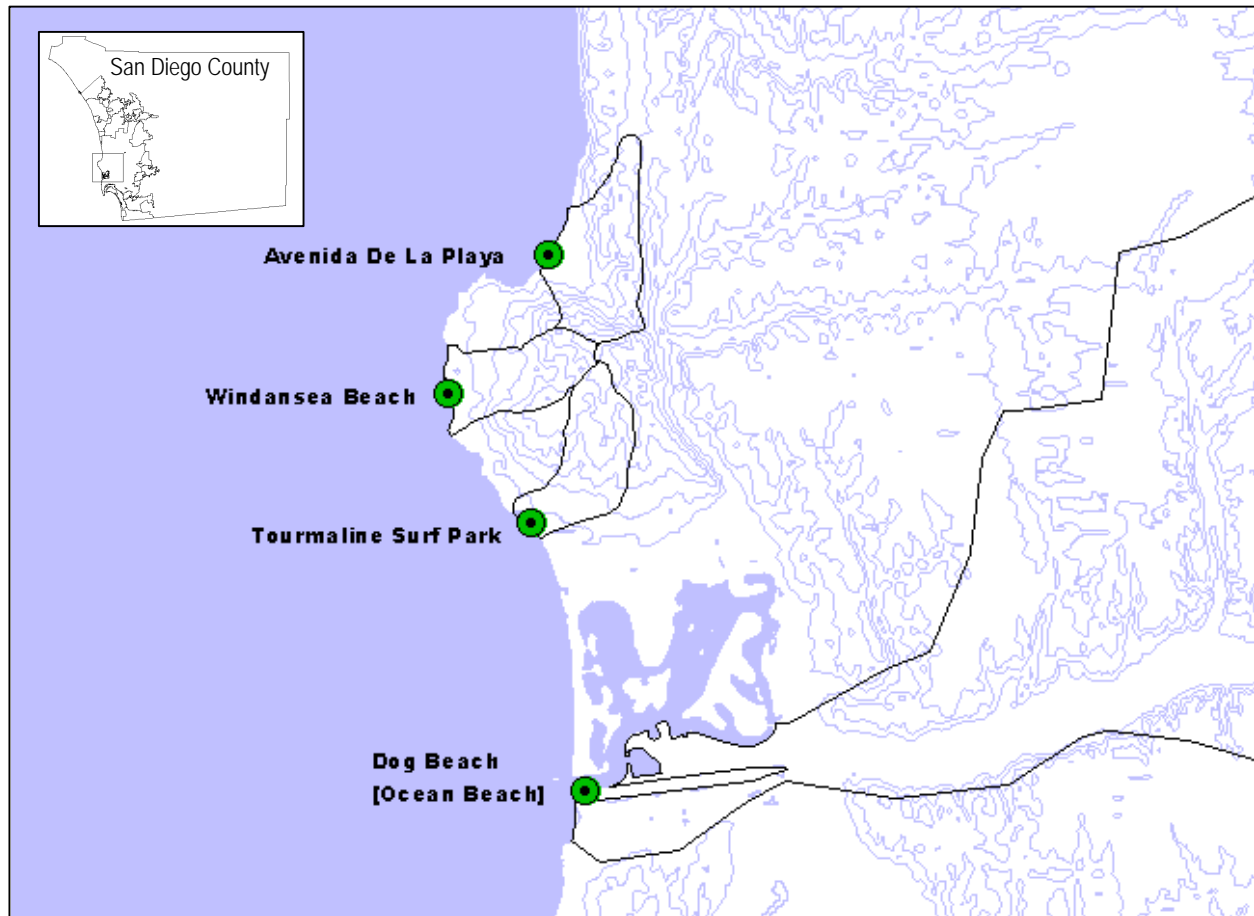 San Diego County
Avenida De La Playa
Windansea Beach
Tourmaline Surf Park
Dog Beach
[Ocean Beach]